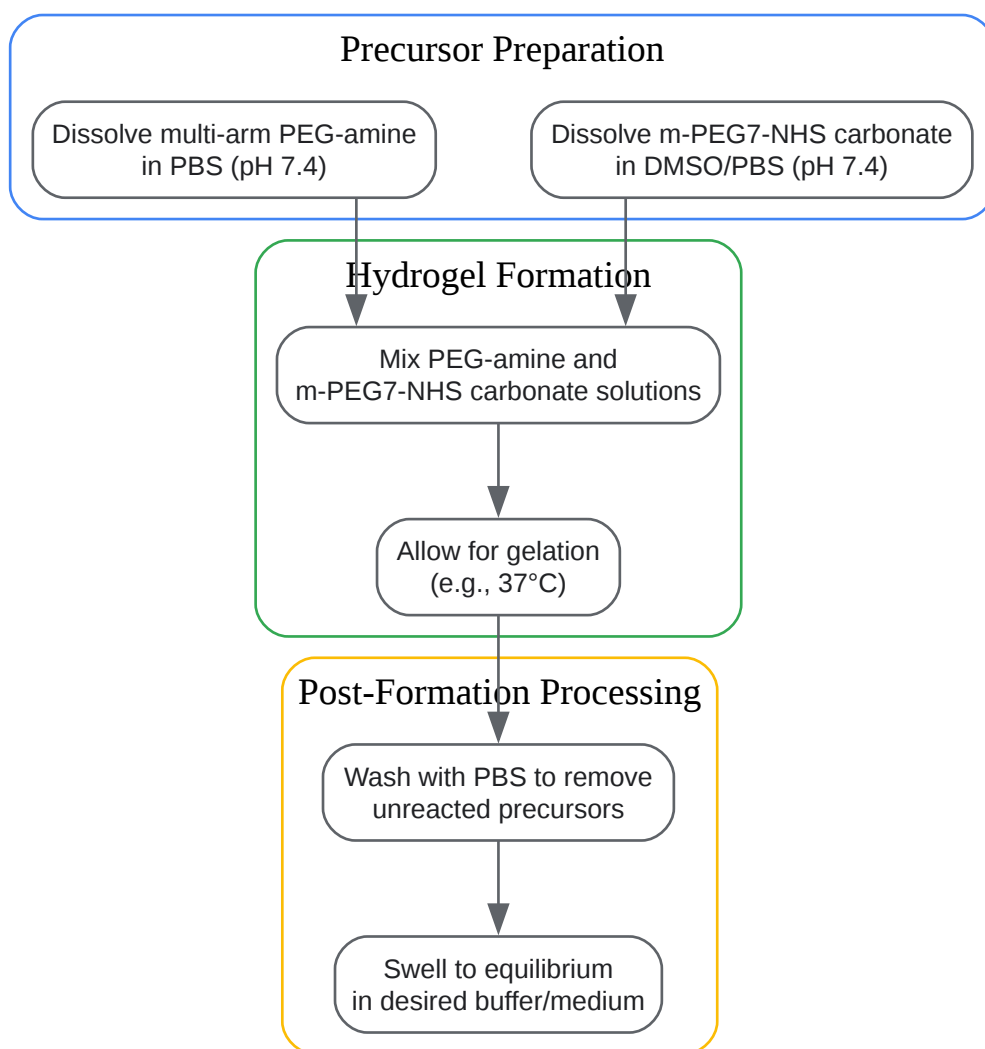 Precursor Preparation
Dissolve multi-arm PEG-amine
in PBS (pH 7.4)
Dissolve m-PEG7-NHS carbonate
in DMSO/PBS (pH 7.4)
Hydrogel Formation
Mix PEG-amine and
m-PEG7-NHS carbonate solutions
Allow for gelation
(e.g., 37°C)
Post-Formation Processing
Wash with PBS to remove
unreacted precursors
Swell to equilibrium
in desired buffer/medium